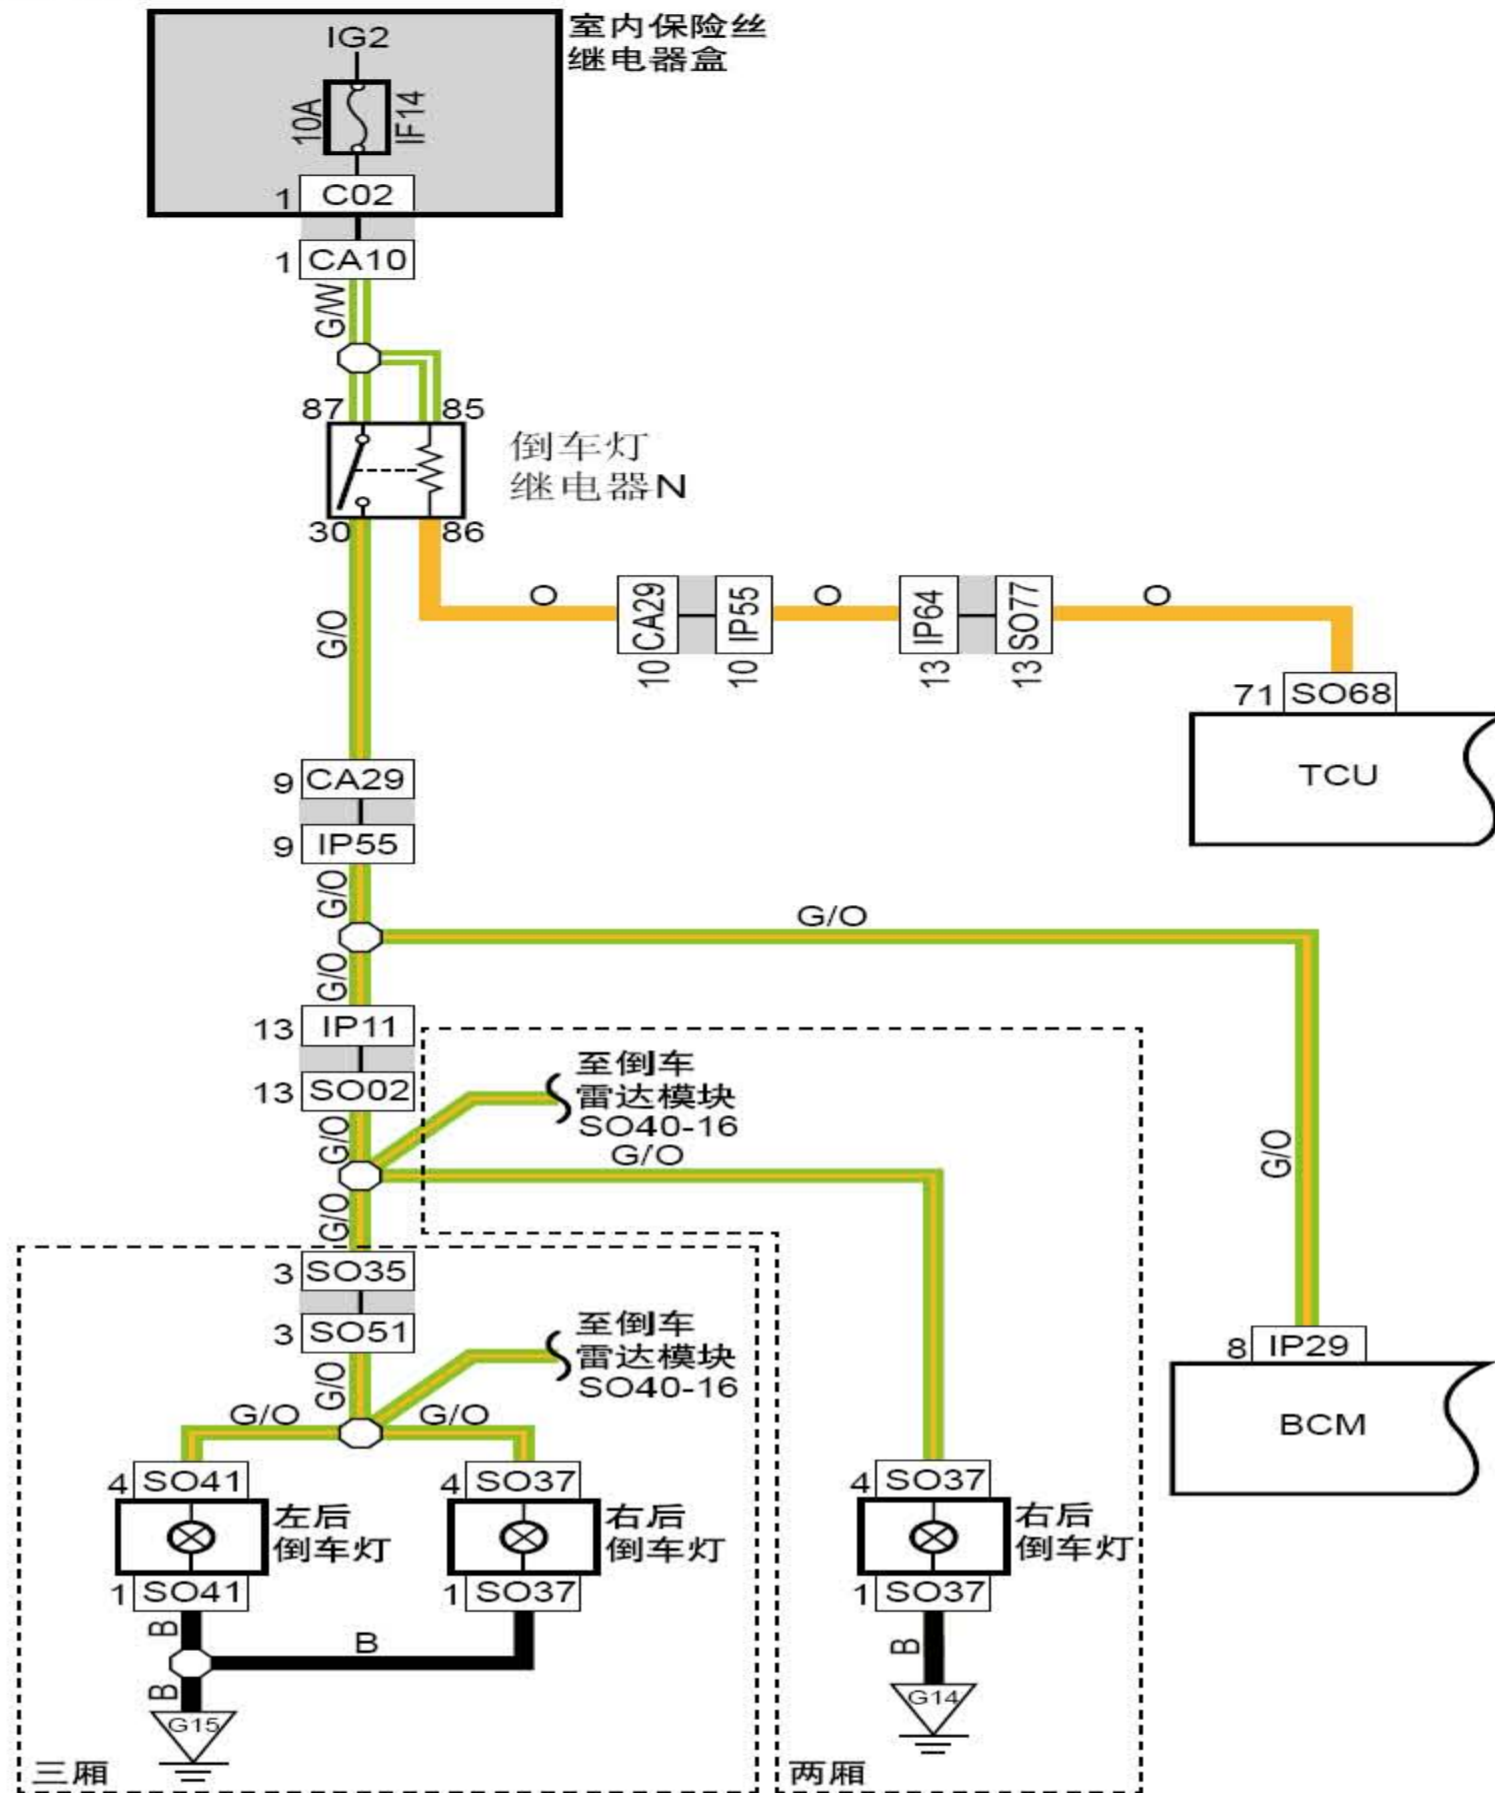 IG2
室内保险丝
继电器盒
10A
IF14
1
C02
1
CA10
G/W
87
85
倒车灯
继电器N
30
86
G/O
O
CA29
10
IP55
10
O
IP64
13
SO77
13
O
71
SO68
TCU
9
CA29
9
IP55
G/O
G/O
G/O
13
IP11
13
SO02
至倒车
雷达模块
SO40-16
G/O
G/O
G/O
G/O
3
SO35
3
SO51
至倒车
雷达模块
SO40-16
G/O
G/O
G/O
8
IP29
BCM
4
SO41
左后
倒车灯
1
SO41
4
SO37
右后
倒车灯
1
SO37
4
SO37
右后
倒车灯
1
SO37
B
B
B
B
G15
G14
三厢
两厢